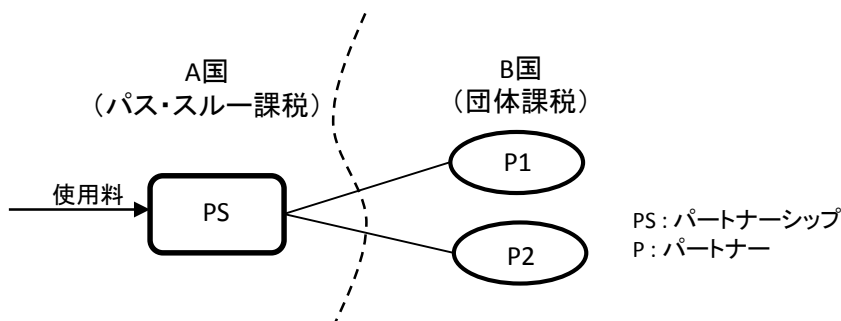 A国
（パス・スルー課税）
B国
（団体課税）
使用料
PS
P1
P2
PS : パートナーシップ
P : パートナー